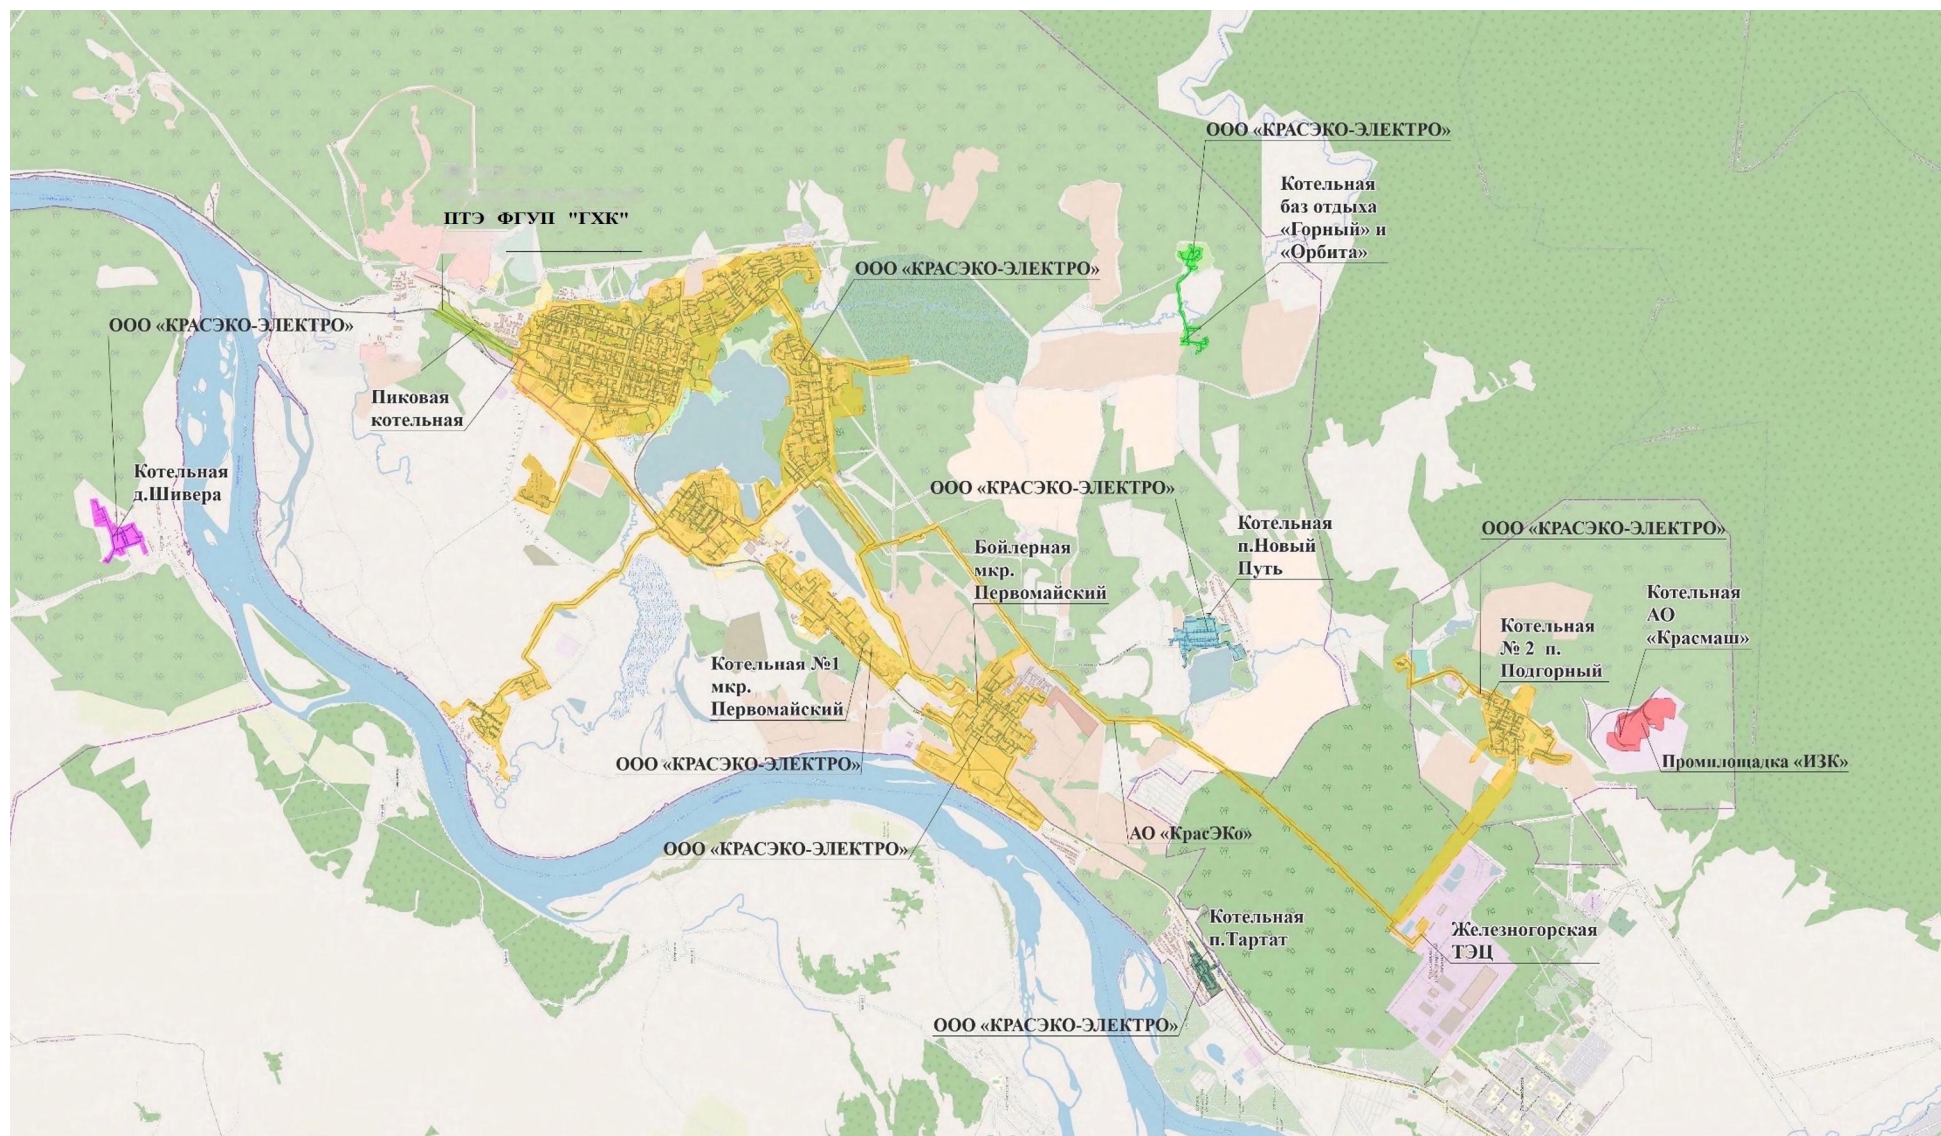 ООО «КРАСЭКО-ЭЛЕКТРО»
Котельная
баз отдыха
«Горный» и
«Орбита»
ПТЭ ФГУП "ГХК"
ООО «КРАСЭКО-ЭЛЕКТРО»
ООО «КРАСЭКО-ЭЛЕКТРО»
Пиковая
котельная
Котельная
д.Шивера
ООО «КРАСЭКО-ЭЛЕКТРО»
Котельная
п.Новый
Путь
ООО «КРАСЭКО-ЭЛЕКТРО»
Бойлерная
мкр.
Первомайский
Котельная
АО
«Красмаш»
Котельная
№ 2 п.
Подгорный
Котельная №1
мкр.
Первомайский
ООО «КРАСЭКО-ЭЛЕКТРО»
Промплощадка «ИЗК»
АО «КрасЭКо»
ООО «КРАСЭКО-ЭЛЕКТРО»
Котельная
п.Тартат
Железногорская
ТЭЦ
ООО «КРАСЭКО-ЭЛЕКТРО»